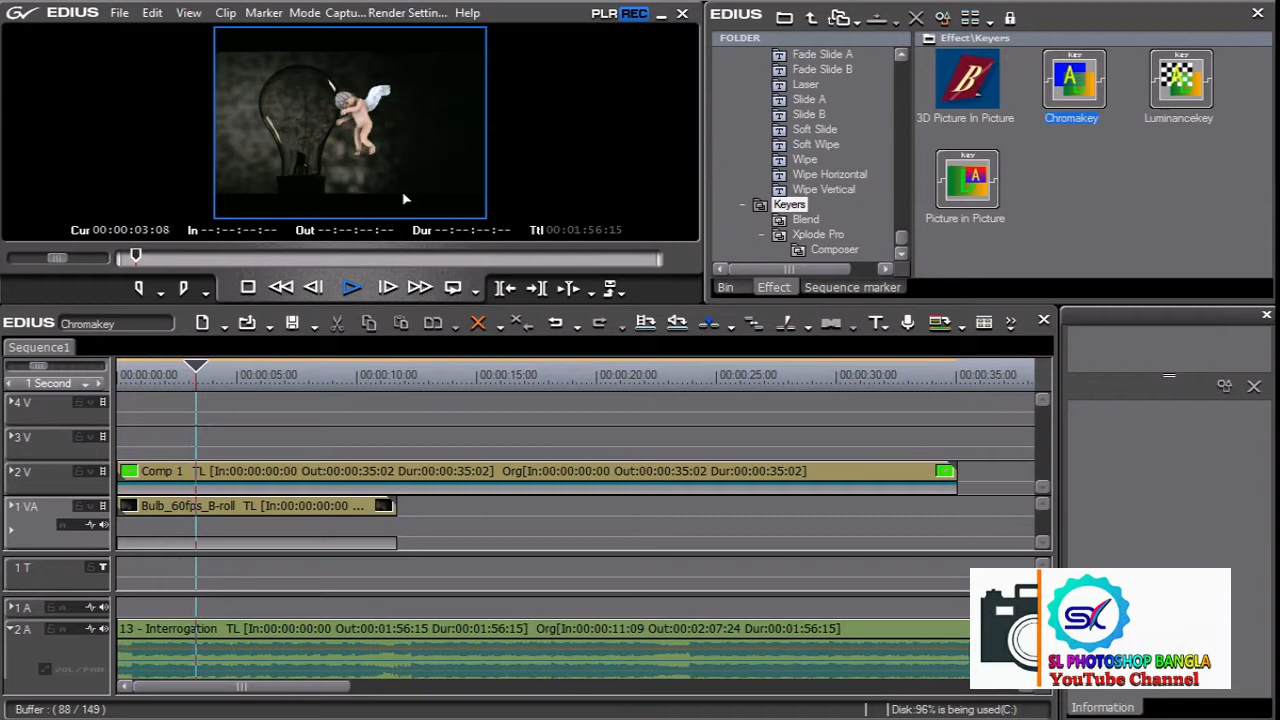 File Edit View Clip Marker Mode Captu... Render Settin... Help
PLR REC
Cur 00:00:03:08 In --:--:--:-- Out --:--:--:-- Dur --:--:--:-- Ttl 00:01:56:15
EDIUS
FOLDER
Fade Slide A
Fade Slide B
Laser
Slide A
Slide B
Soft Slide
Soft Wipe
Wipe
Wipe Horizontal
Wipe Vertical
Keyers
Blend
Xplode Pro
Composer
Bin Effect Sequence marker
Effect\Keyers
Key Key
3D Picture In Picture Chromakey Luminancekey
Key
Picture in Picture
EDIUS Chromakey
Sequence1
1 Second
00:00:00:00 00:00:05:00 00:00:10:00 00:00:15:00 00:00:20:00 00:00:25:00 00:00:30:00 00:00:35:00
4 V
3 V
2 V Comp 1 TL [In:00:00:00:00 Out:00:00:35:02 Dur:00:00:35:02] Org[In:00:00:00:00 Out:00:00:35:02 Dur:00:00:35:02]
1 VA Bulb_60fps_B-roll TL [In:00:00:00:00 ...
1 T
1 A
2 A 13 - Interrogation TL [In:00:00:00:00 Out:00:01:56:15 Dur:00:01:56:15] Org[In:00:00:11:09 Out:00:02:07:24 Dur:00:01:56:15]
VOL/PAN
SX
SL PHOTOSHOP BANGLA
YouTube Channel
Information
Buffer : (88 / 149) Disk:96% is being used(C:)